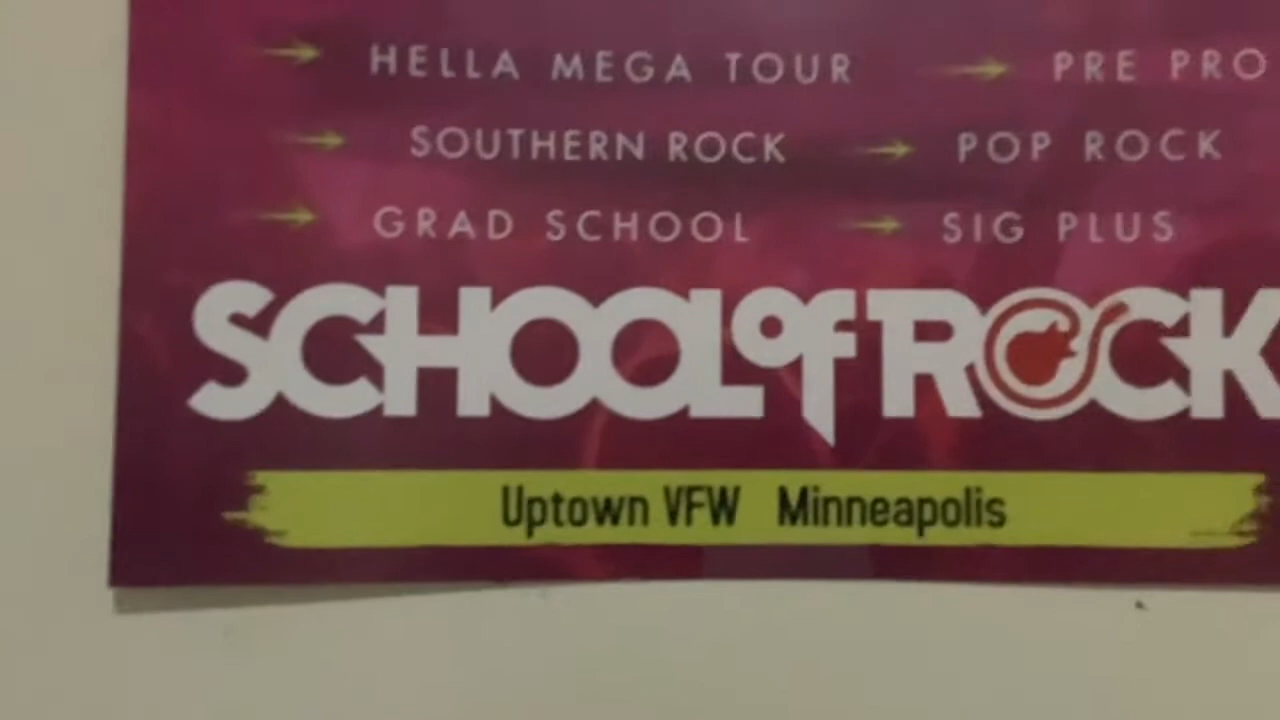 HELLA MEGA TOUR PRE PRO
SOUTHERN ROCK POP ROCK
GRAD SCHOOL SIG PLUS
SCHOOL of ROCK
Uptown VFW Minneapolis